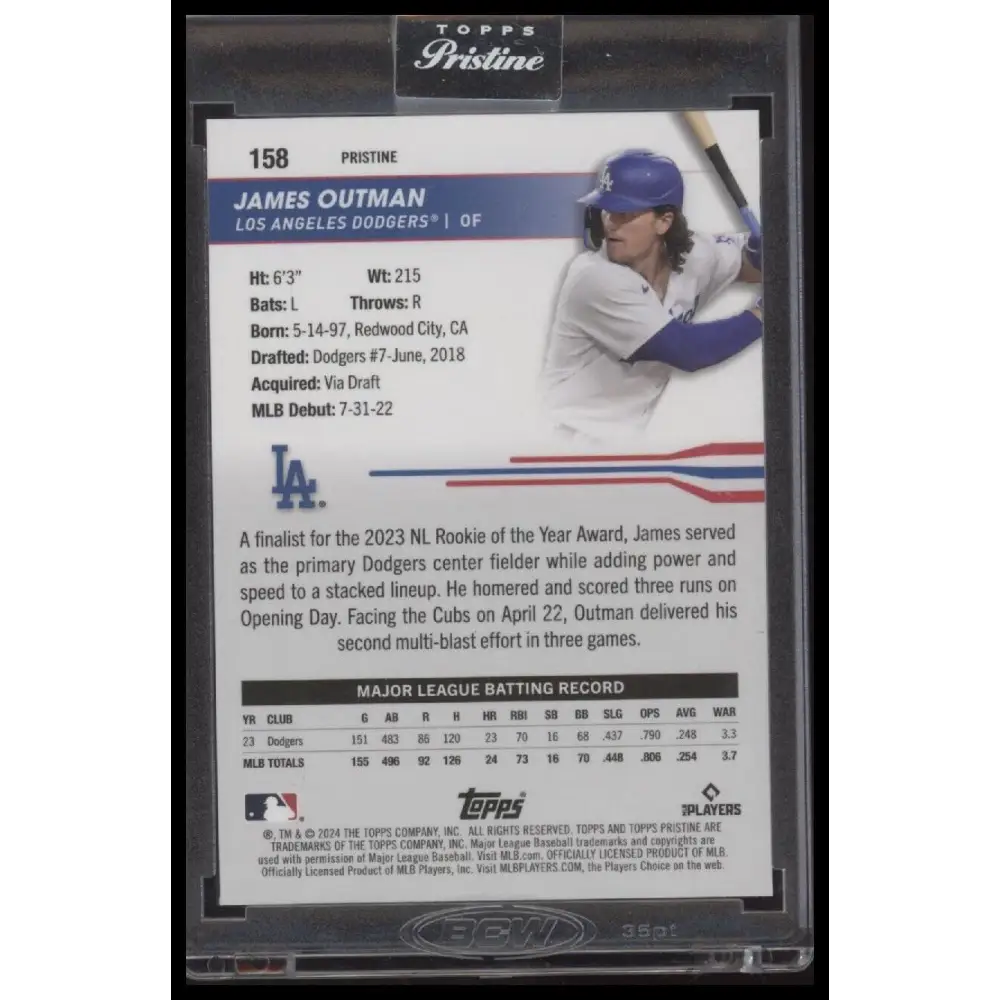 TOPPS
Pristine
158 PRISTINE
JAMES OUTMAN
LOS ANGELES DODGERS® | OF
LA
Ht: 6'3" Wt: 215
Bats: L Throws: R
Born: 5-14-97, Redwood City, CA
Drafted: Dodgers #7-June, 2018
Acquired: Via Draft
MLB Debut: 7-31-22
LA®
A finalist for the 2023 NL Rookie of the Year Award, James served
as the primary Dodgers center fielder while adding power and
speed to a stacked lineup. He homered and scored three runs on
Opening Day. Facing the Cubs on April 22, Outman delivered his
second multi-blast effort in three games.
MAJOR LEAGUE BATTING RECORD
YR CLUB G AB R H HR RBI SB BB SLG OPS AVG WAR
23 Dodgers 151 483 86 120 23 70 16 68 .437 .790 .248 3.3
MLB TOTALS 155 496 92 126 24 73 16 70 .448 .806 .254 3.7
Topps® PLAYERS
®, TM & © 2024 THE TOPPS COMPANY, INC. ALL RIGHTS RESERVED. TOPPS AND TOPPS PRISTINE ARE
TRADEMARKS OF THE TOPPS COMPANY, INC. Major League Baseball trademarks and copyrights are
used with permission of Major League Baseball. Visit MLB.com. OFFICIALLY LICENSED PRODUCT OF MLB
Officially Licensed Product of MLB Players, Inc. Visit MLBPLAYERS.COM, the Players Choice on the web.
BCW 35pt